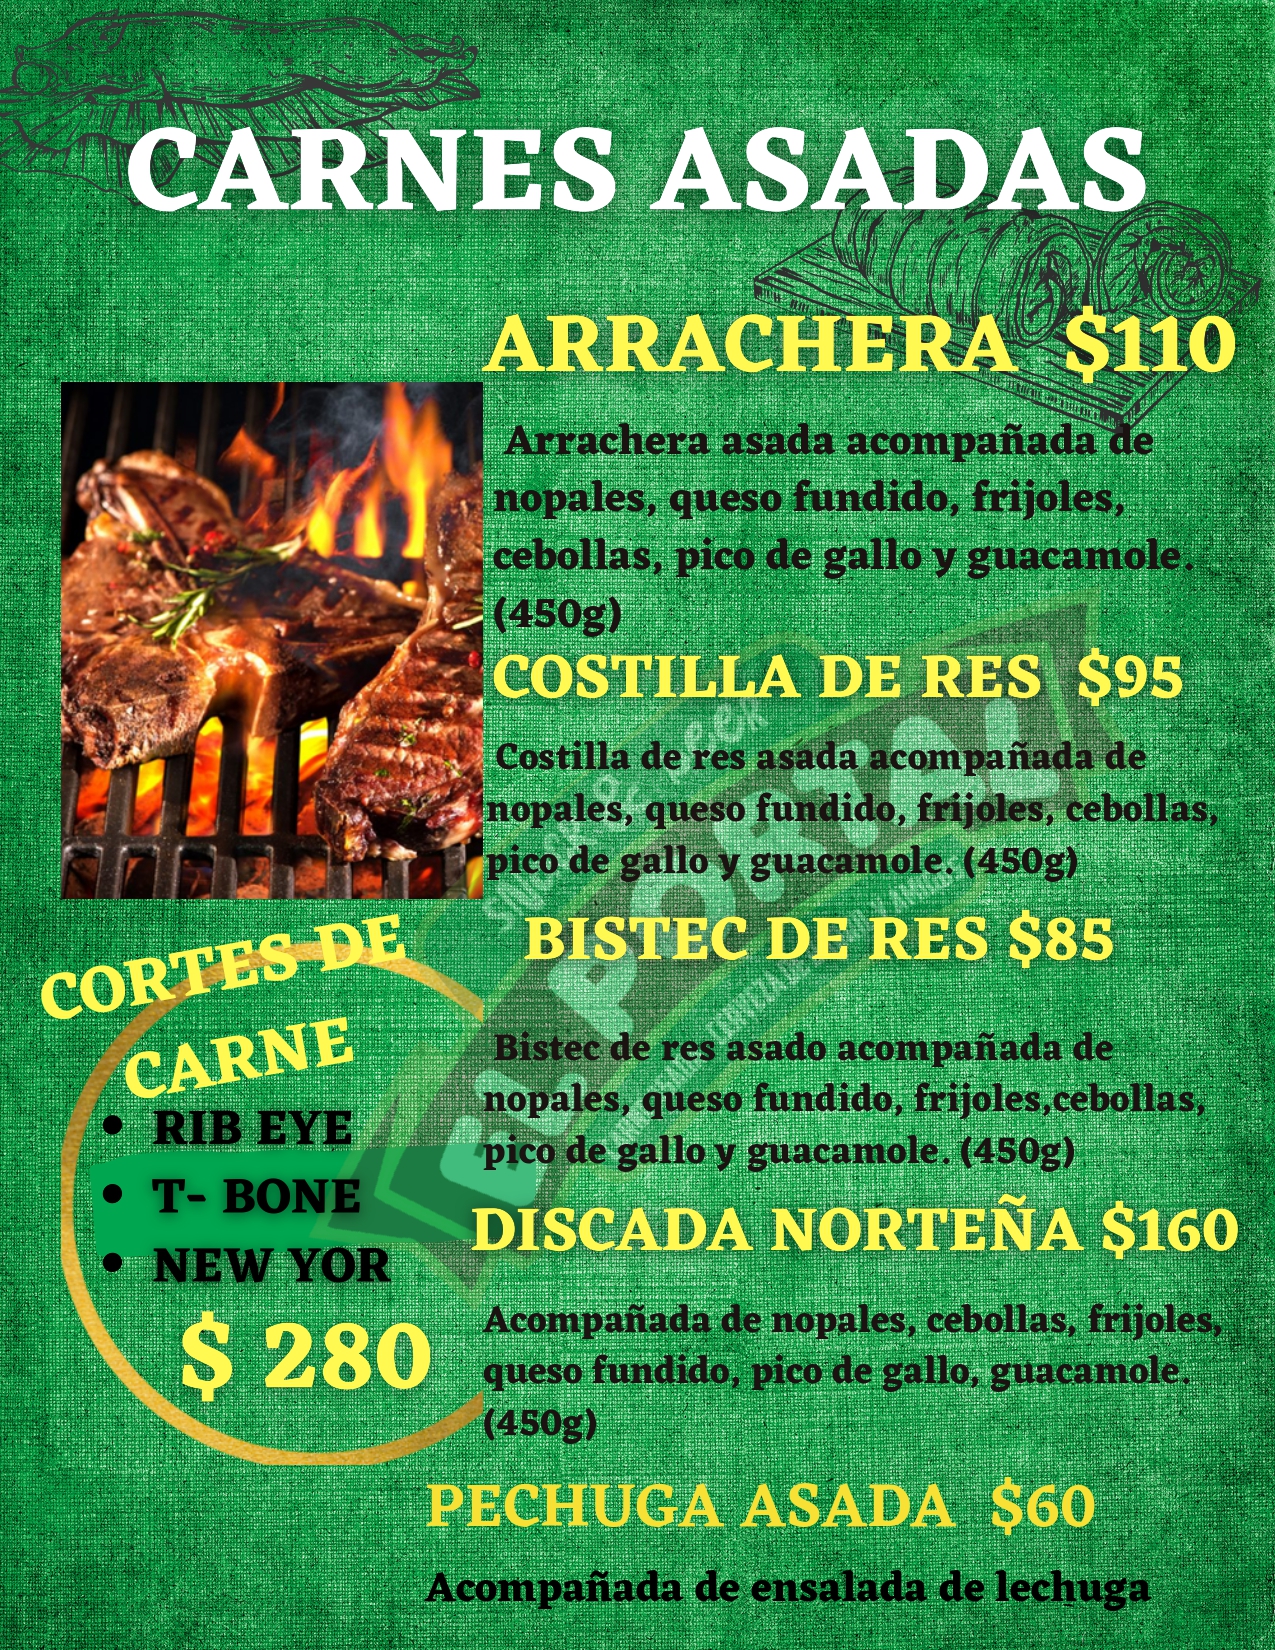 CARNES ASADAS
ARRACHERA $110
Arrachera asada acompañada de
nopales, queso fundido, frijoles,
cebollas, pico de gallo y guacamole.
(450g)
COSTILLA DE RES $95
Costilla de res asada acompañada de
nopales, queso fundido, frijoles, cebollas,
pico de gallo y guacamole. (450g)
BISTEC DE RES $85
Bistec de res asado acompañada de
nopales, queso fundido, frijoles,cebollas,
pico de gallo y guacamole. (450g)
DISCADA NORTEÑA $160
Acompañada de nopales, cebollas, frijoles,
queso fundido, pico de gallo, guacamole.
(450g)
PECHUGA ASADA $60
Acompañada de ensalada de lechuga
CORTES DE
CARNE
• RIB EYE
• T- BONE
• NEW YOR
$ 280
EL PORTAL